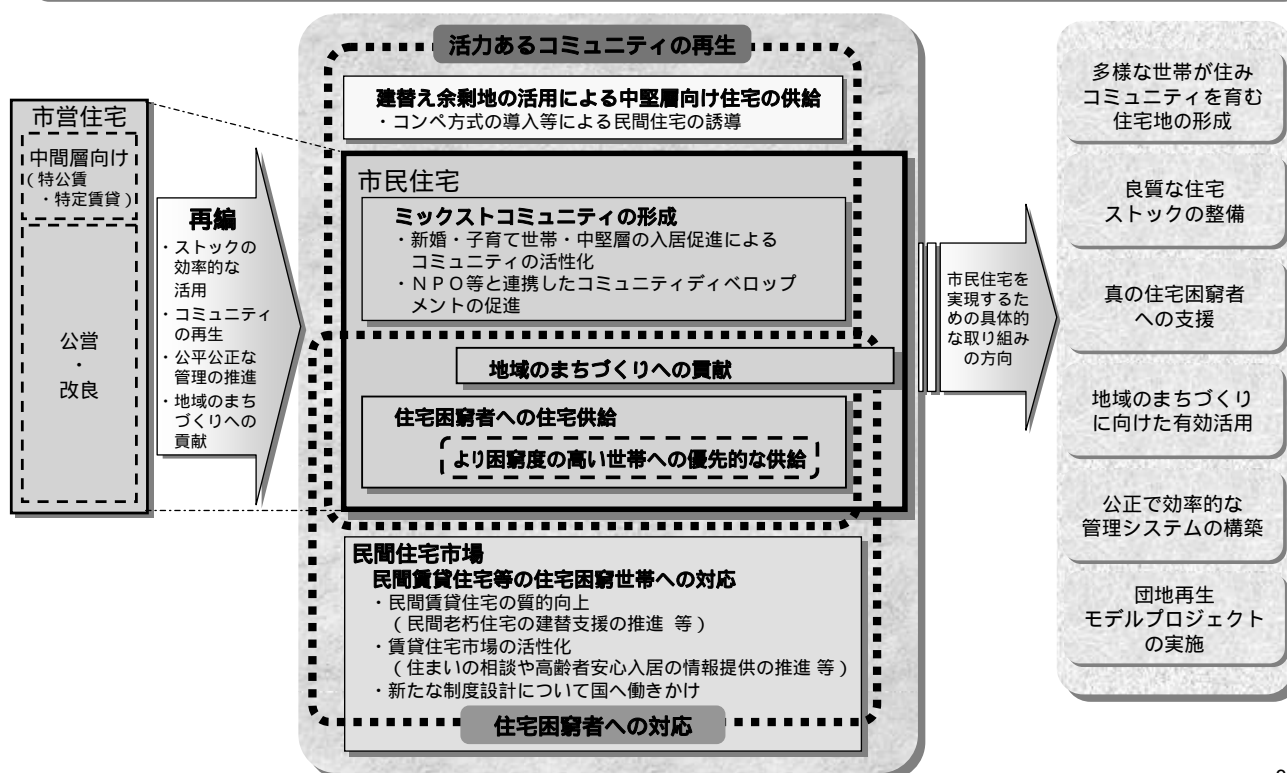 市営住宅
中間層向け
（特公賃
・特定賃貸）
公営
・
改良
再編
・ストックの
効率的な
活用
・コミュニティ
の再生
・公平公正な
管理の推進
・地域のまち
づくりへの
貢献
活力あるコミュニティの再生
建替え余剰地の活用による中堅層向け住宅の供給
・コンペ方式の導入等による民間住宅の誘導
市民住宅
ミックストコミュニティの形成
・新婚・子育て世帯・中堅層の入居促進による
コミュニティの活性化
・ＮＰＯ等と連携したコミュニティディベロップ
メントの促進
地域のまちづくりへの貢献
住宅困窮者への住宅供給
より困窮度の高い世帯への優先的な供給
民間住宅市場
民間賃貸住宅等の住宅困窮世帯への対応
・民間賃貸住宅の質的向上
（民間老朽住宅の建替支援の推進 等）
・賃貸住宅市場の活性化
（住まいの相談や高齢者安心入居の情報提供の推進 等）
・新たな制度設計について国へ働きかけ
住宅困窮者への対応
市民住宅を
実現するた
めの具体的
な取り組み
の方向
多様な世帯が住み
コミュニティを育む
住宅地の形成
良質な住宅
ストックの整備
真の住宅困窮者
への支援
地域のまちづくり
に向けた有効活用
公正で効率的な
管理システムの構築
団地再生
モデルプロジェクト
の実施